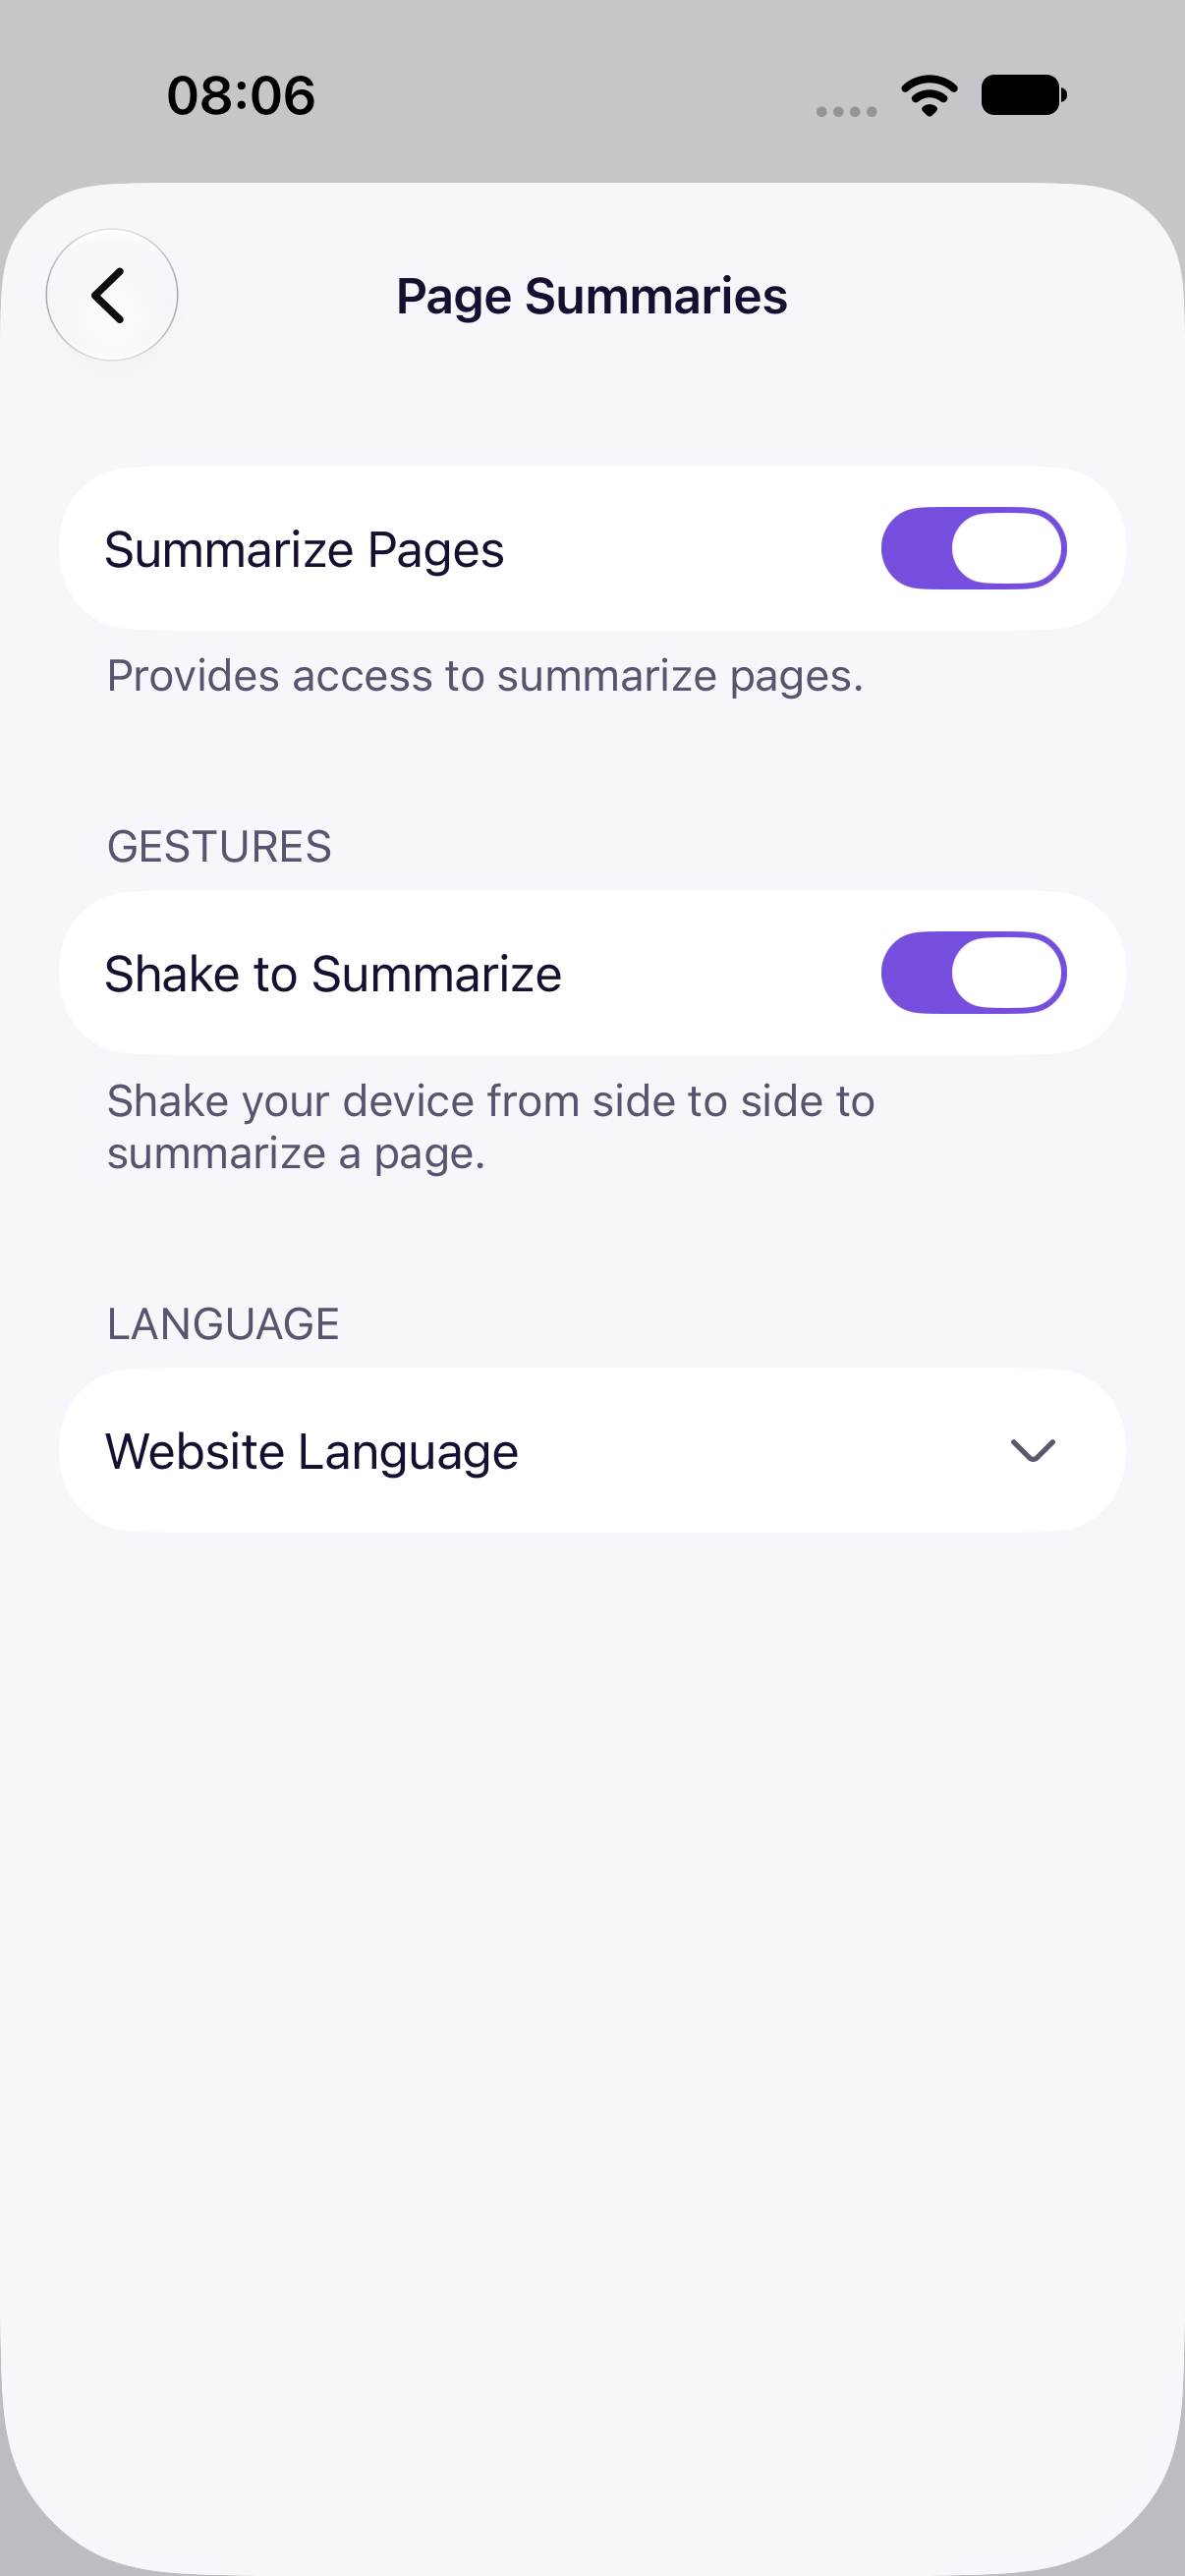 08:06
Page Summaries
Summarize Pages
Provides access to summarize pages.
GESTURES
Shake to Summarize
Shake your device from side to side to
summarize a page.
LANGUAGE
Website Language